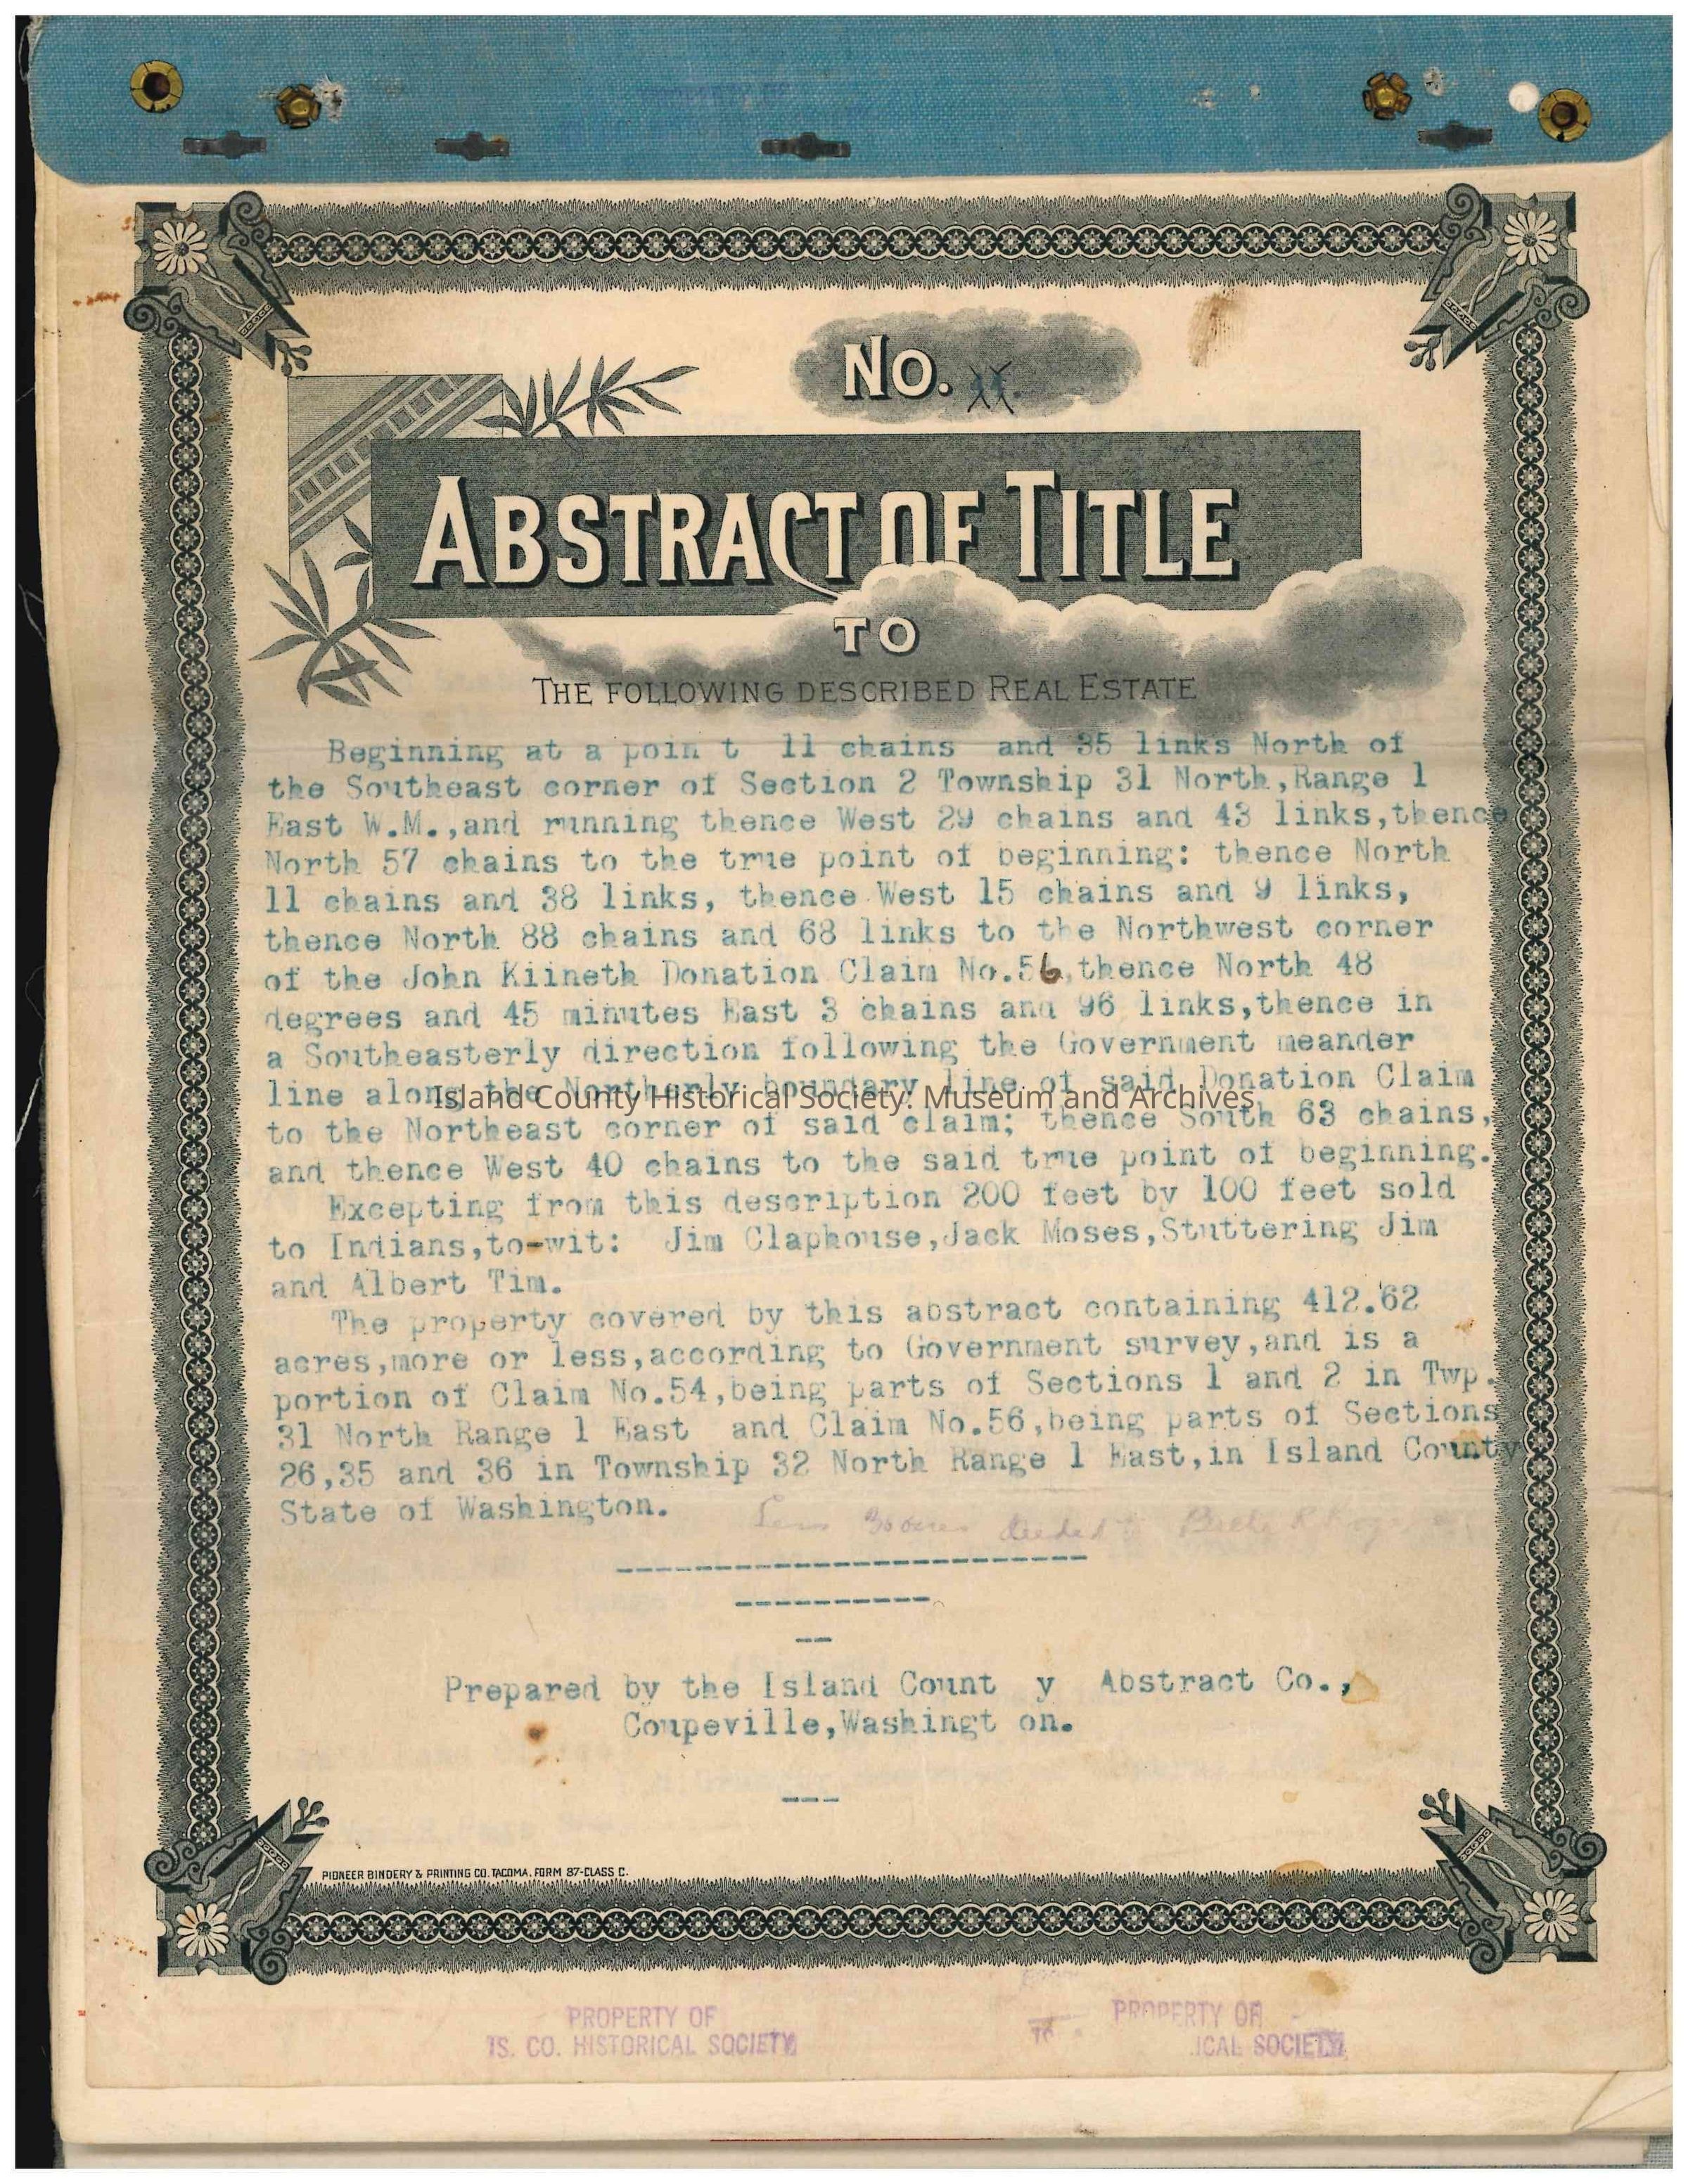 No. XX
ABSTRACT OF TITLE
TO
THE FOLLOWING DESCRIBED REAL ESTATE
Beginning at a poin t 11 chains and 35 links North of
the Southeast corner of Section 2 Township 31 North,Range 1
East W.M.,and running thence West 29 chains and 43 links,thence
North 57 chains to the true point of beginning: thence North
11 chains and 38 links, thence West 15 chains and 9 links,
thence North 88 chains and 68 links to the Northwest corner
of the John Kiineth Donation Claim No.56,thence North 48
degrees and 45 minutes East 3 chains and 96 links,thence in
a Southeasterly direction following the Government meander
line along the Northerly boundary line of said Donation Claim
Island County Historical Society: Museum and Archives
to the Northeast corner of said claim; thence South 63 chains,
and thence West 40 chains to the said true point of beginning.
Excepting from this description 200 feet by 100 feet sold
to Indians,to-wit: Jim Claphouse,Jack Moses,Stuttering Jim
and Albert Tim.
The property covered by this abstract containing 412.62
acres,more or less,according to Government survey,and is a
portion of Claim No.54,being parts of Sections 1 and 2 in Twp.
31 North Range 1 East and Claim No.56,being parts of Sections
26,35 and 36 in Township 32 North Range 1 East,in Island County
State of Washington.
Less acres deeded to
Prepared by the Island Count y Abstract Co.,
Coupeville,Washingt on.
PIONEER BINDERY & PRINTING CO. TACOMA. FORM 87-CLASS C.
PROPERTY OF
IS. CO. HISTORICAL SOCIETY
PROPERTY OF
ICAL SOCIETY